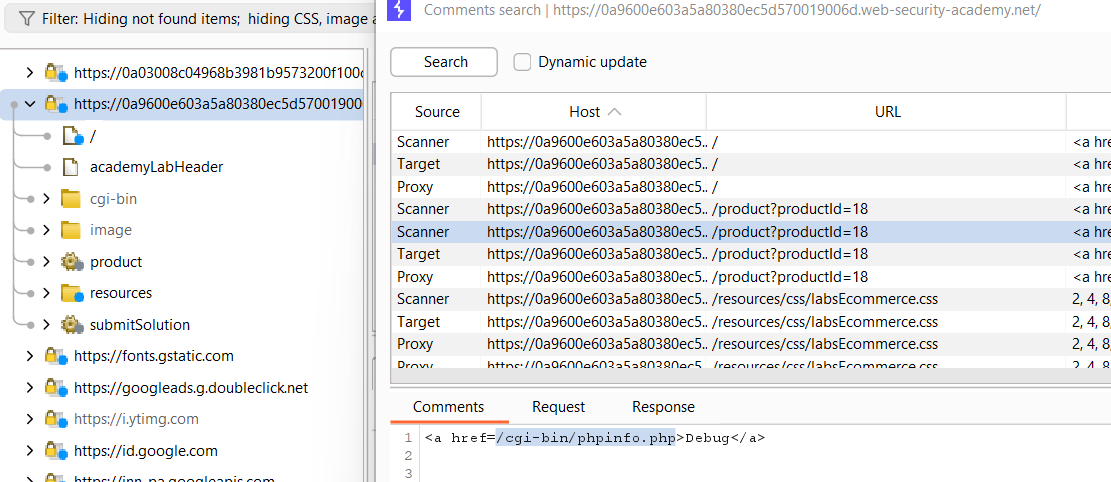 Filter: Hiding not found items; hiding CSS, image a
https://0a03008c04968b3981b9573200f100c
https://0a9600e603a5a80380ec5d57001900
/
academyLabHeader
cgi-bin
image
product
resources
submitSolution
https://fonts.gstatic.com
https://googleads.g.doubleclick.net
https://i.ytimg.com
https://id.google.com
https://jnn-pa.googleapis.com
Comments search | https://0a9600e603a5a80380ec5d570019006d.web-security-academy.net/
Search Dynamic update
Source Host URL
Scanner https://0a9600e603a5a80380ec5.. / <a hre
Target https://0a9600e603a5a80380ec5.. / <a hre
Proxy https://0a9600e603a5a80380ec5.. / <a hre
Scanner https://0a9600e603a5a80380ec5.. /product?productId=18 <a hre
Scanner https://0a9600e603a5a80380ec5.. /product?productId=18 <a hre
Target https://0a9600e603a5a80380ec5.. /product?productId=18 <a hre
Proxy https://0a9600e603a5a80380ec5.. /product?productId=18 <a hre
Scanner https://0a9600e603a5a80380ec5.. /resources/css/labsEcommerce.css 2, 4, 8,
Target https://0a9600e603a5a80380ec5.. /resources/css/labsEcommerce.css 2, 4, 8,
Proxy https://0a9600e603a5a80380ec5.. /resources/css/labsEcommerce.css 2, 4, 8,
Proxy https://0a9600e603a5a80380ec5.. /resources/css/labsEcommerce.css 2, 4, 8,
Comments Request Response
1 <a href=/cgi-bin/phpinfo.php>Debug</a>
2
3